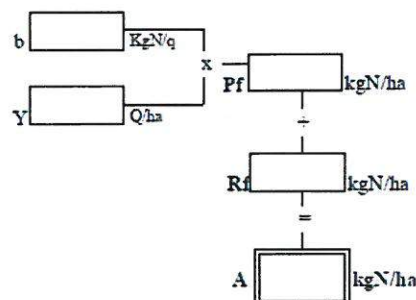 b KgN/q
x
Pf kgN/ha
Y Q/ha
÷
Rf kgN/ha
=
A kgN/ha